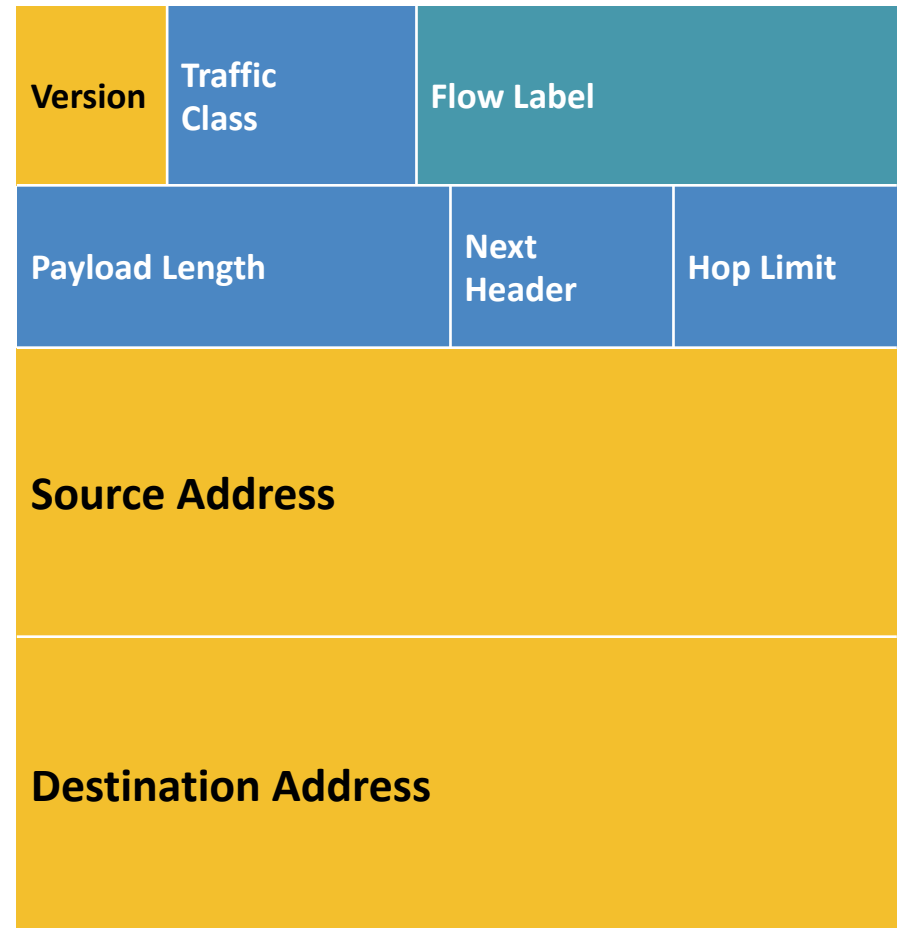 Version
Traffic
Class
Flow Label
Payload Length
Next
Header
Hop Limit
Source Address
Destination Address